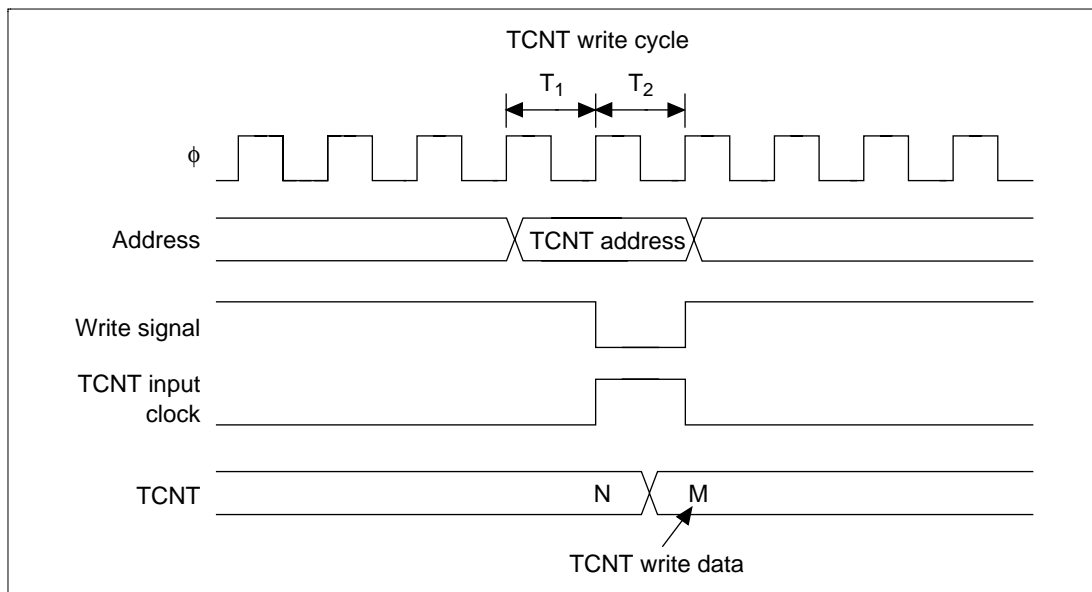 TCNT write cycle
T1 T2
ϕ
Address
TCNT address
Write signal
TCNT input
clock
TCNT
N
M
TCNT write data